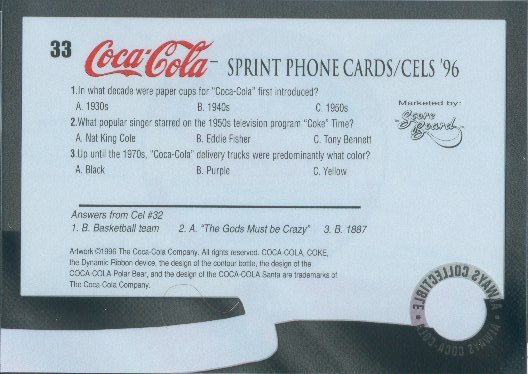 33 Coca-Cola SPRINT PHONE CARDS/CELS '96
1.In what decade were paper cups for "Coca-Cola" first introduced?
A. 1930s B. 1940s C. 1950s
2.What popular singer starred on the 1950s television program "Coke" Time?
A. Nat King Cole B. Eddie Fisher C. Tony Bennett
3.Up until the 1970s, "Coca-Cola" delivery trucks were predominantly what color?
A. Black B. Purple C. Yellow
Marketed by:
Score
Board
Answers from Cel #32
1. B. Basketball team 2. A. "The Gods Must be Crazy" 3. B. 1887
Artwork ©1996 The Coca-Cola Company. All rights reserved. COCA-COLA, COKE,
the Dynamic Ribbon device, the design of the contour bottle, the design of the
COCA-COLA Polar Bear, and the design of the COCA-COLA Santa are trademarks of
The Coca-Cola Company.
ALWAYS COLLECTIBLE
ALWAYS COCA-COLA